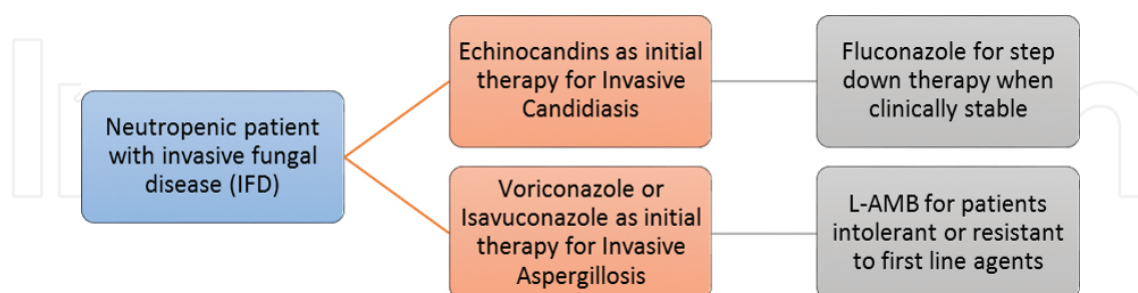 Neutropenic patient
with invasive fungal
disease (IFD)
Echinocandins as initial
therapy for Invasive
Candidiasis
Fluconazole for step
down therapy when
clinically stable
Voriconazole or
Isavuconazole as initial
therapy for Invasive
Aspergillosis
L-AMB for patients
intolerant or resistant
to first line agents